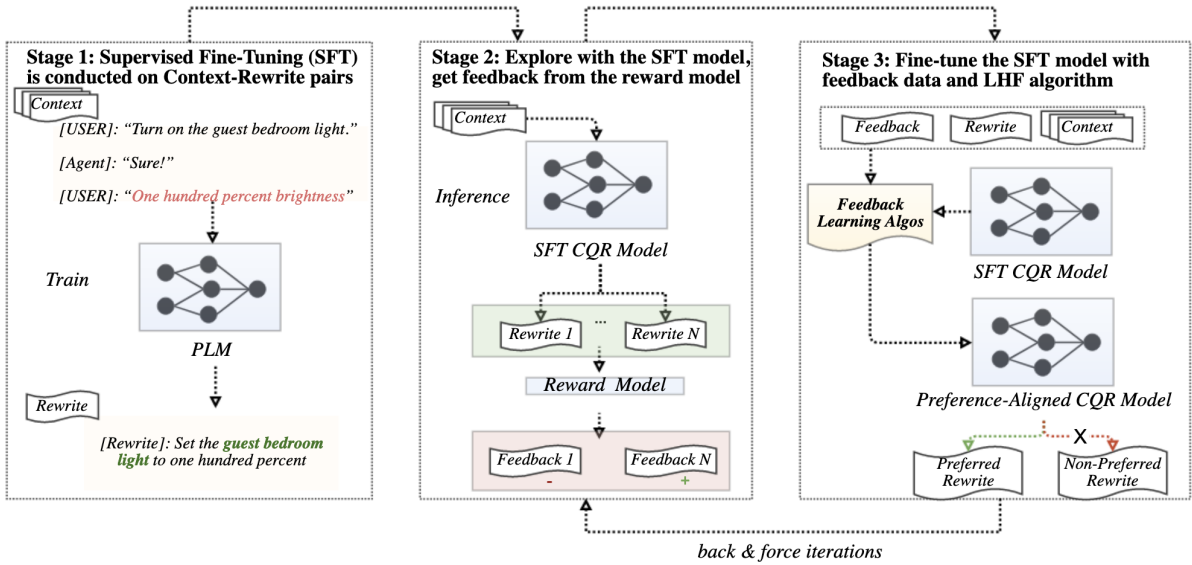 Stage 1: Supervised Fine-Tuning (SFT)
is conducted on Context-Rewrite pairs
Context
[USER]: “Turn on the guest bedroom light.”
[Agent]: “Sure!”
[USER]: “One hundred percent brightness”
Train
PLM
Rewrite
[Rewrite]: Set the guest bedroom
light to one hundred percent
Stage 2: Explore with the SFT model,
get feedback from the reward model
Context
Inference
SFT CQR Model
Rewrite 1
...
Rewrite N
Reward Model
Feedback 1
-
Feedback N
+
Stage 3: Fine-tune the SFT model with
feedback data and LHF algorithm
Feedback
Rewrite
Context
Feedback
Learning Algos
SFT CQR Model
Preference-Aligned CQR Model
X
Preferred
Rewrite
Non-Preferred
Rewrite
back & force iterations